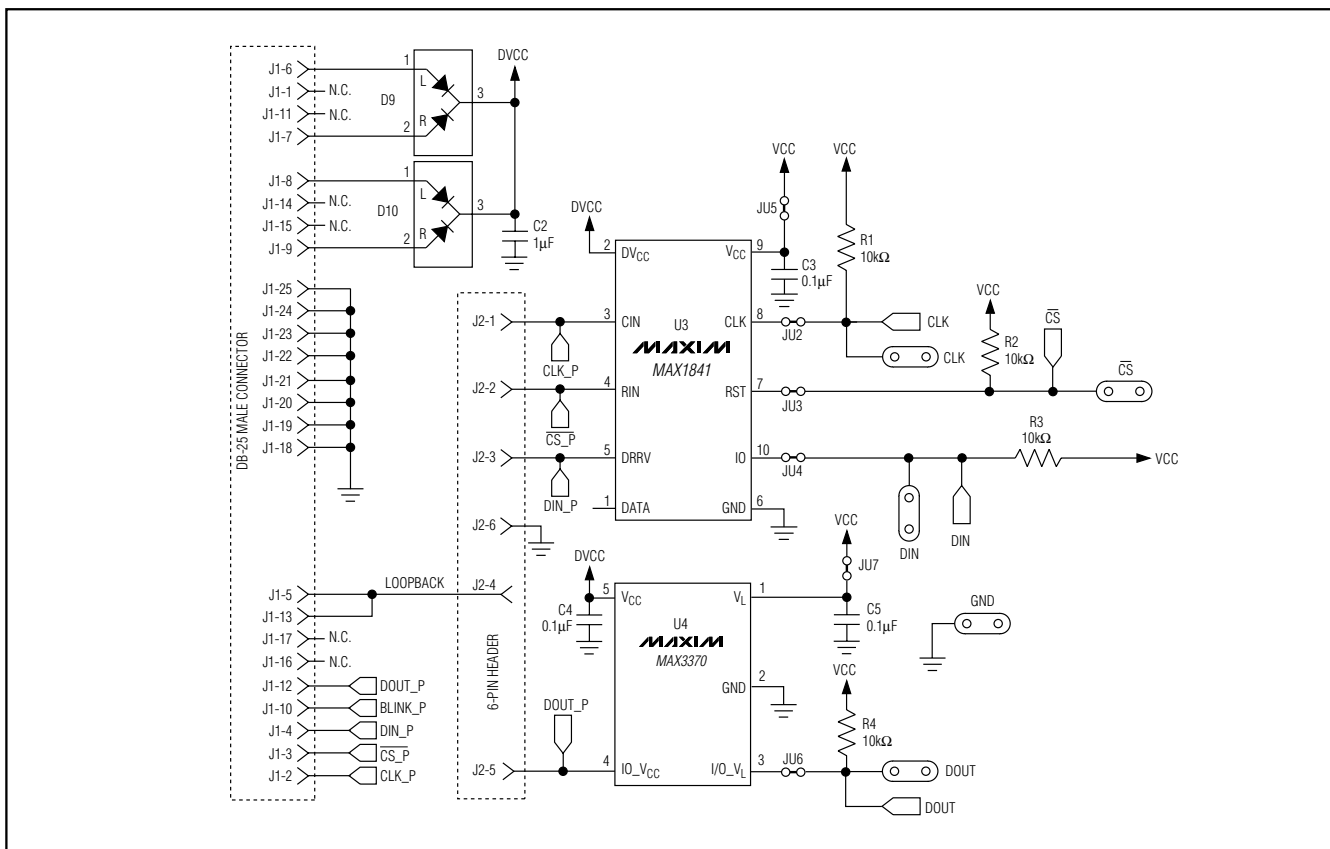 DB-25 MALE CONNECTOR
J1-6
J1-1 N.C.
J1-11 N.C.
J1-7
1
L
D9
3
R
2
DVCC
J1-8
J1-14 N.C.
J1-15 N.C.
J1-9
1
L
D10
3
R
2
C2
1µF
J1-25
J1-24
J1-23
J1-22
J1-21
J1-20
J1-19
J1-18
J1-5
J1-13
LOOPBACK
J1-17 N.C.
J1-16 N.C.
J1-12 DOUT_P
J1-10 BLINK_P
J1-4 DIN_P
J1-3 C̅S̅_̅P̅
J1-2 CLK_P
6-PIN HEADER
J2-1
J2-2
J2-3
J2-6
J2-4
J2-5
CLK_P
C̅S̅_̅P̅
DIN_P
DOUT_P
DVCC
2 DVCC
3 CIN
4 RIN
5 DRRV
1 DATA
U3
MAXIM
MAX1841
VCC 9
CLK 8
RST 7
IO 10
GND 6
VCC
JU5
C3
0.1µF
VCC
R1
10kΩ
JU2
CLK
CLK
VCC
R2
10kΩ
C̅S̅
C̅S̅
JU3
JU4
R3
10kΩ
VCC
DIN
DIN
DVCC
C4
0.1µF
5 VCC
4 IO_VCC
U4
MAXIM
MAX3370
VL 1
GND 2
I/O_VL 3
VCC
JU7
C5
0.1µF
GND
VCC
R4
10kΩ
JU6
DOUT
DOUT